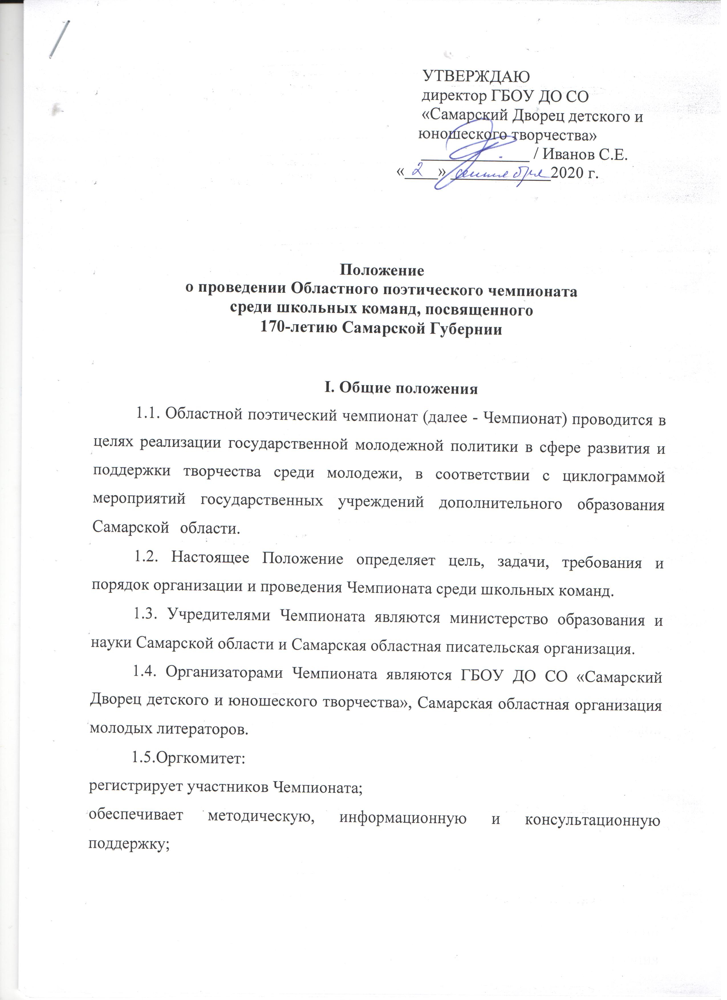 УТВЕРЖДАЮ
директор ГБОУ ДО СО
«Самарский Дворец детского и
юношеского творчества»
_____________ / Иванов С.Е.
«2» сентября 2020 г.
Положение
о проведении Областного поэтического чемпионата
среди школьных команд, посвященного
170-летию Самарской Губернии
I. Общие положения
1.1. Областной поэтический чемпионат (далее - Чемпионат) проводится в
целях реализации государственной молодежной политики в сфере развития и
поддержки творчества среди молодежи, в соответствии с циклограммой
мероприятий государственных учреждений дополнительного образования
Самарской области.
1.2. Настоящее Положение определяет цель, задачи, требования и
порядок организации и проведения Чемпионата среди школьных команд.
1.3. Учредителями Чемпионата являются министерство образования и
науки Самарской области и Самарская областная писательская организация.
1.4. Организаторами Чемпионата являются ГБОУ ДО СО «Самарский
Дворец детского и юношеского творчества», Самарская областная организация
молодых литераторов.
1.5.Оргкомитет:
регистрирует участников Чемпионата;
обеспечивает методическую, информационную и консультационную
поддержку;